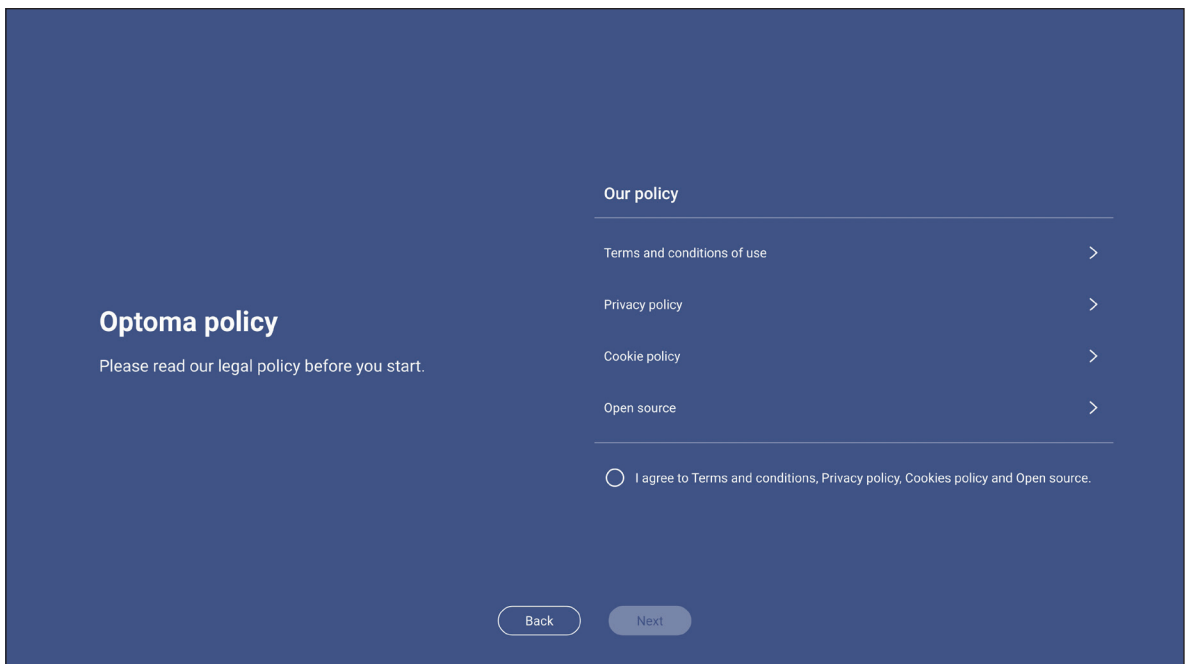 Optoma policy
Please read our legal policy before you start.
Our policy
Terms and conditions of use
Privacy policy
Cookie policy
Open source
I agree to Terms and conditions, Privacy policy, Cookies policy and Open source.
Back
Next